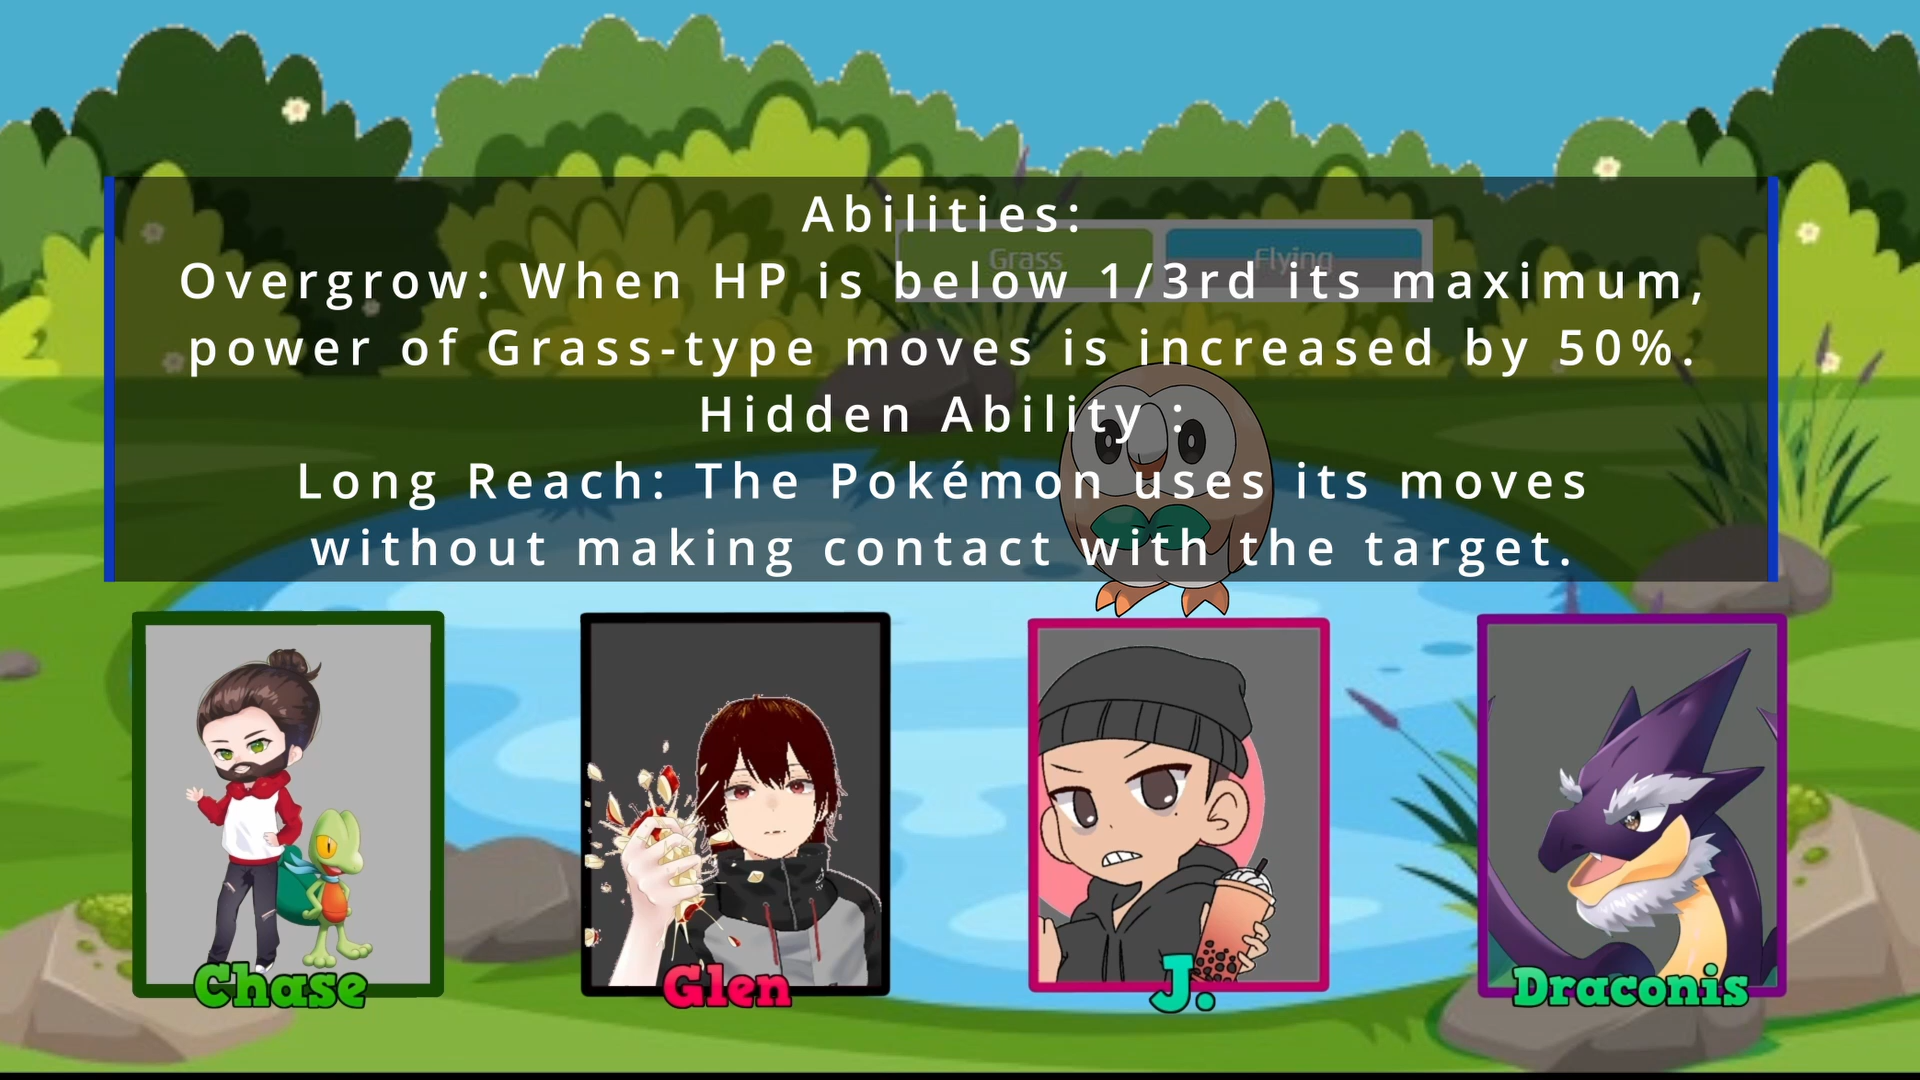 Abilities:
Grass Flying
Overgrow: When HP is below 1/3rd its maximum,
power of Grass-type moves is increased by 50%.
Hidden Ability :
Long Reach: The Pokémon uses its moves
without making contact with the target.
Chase Glen J. Draconis